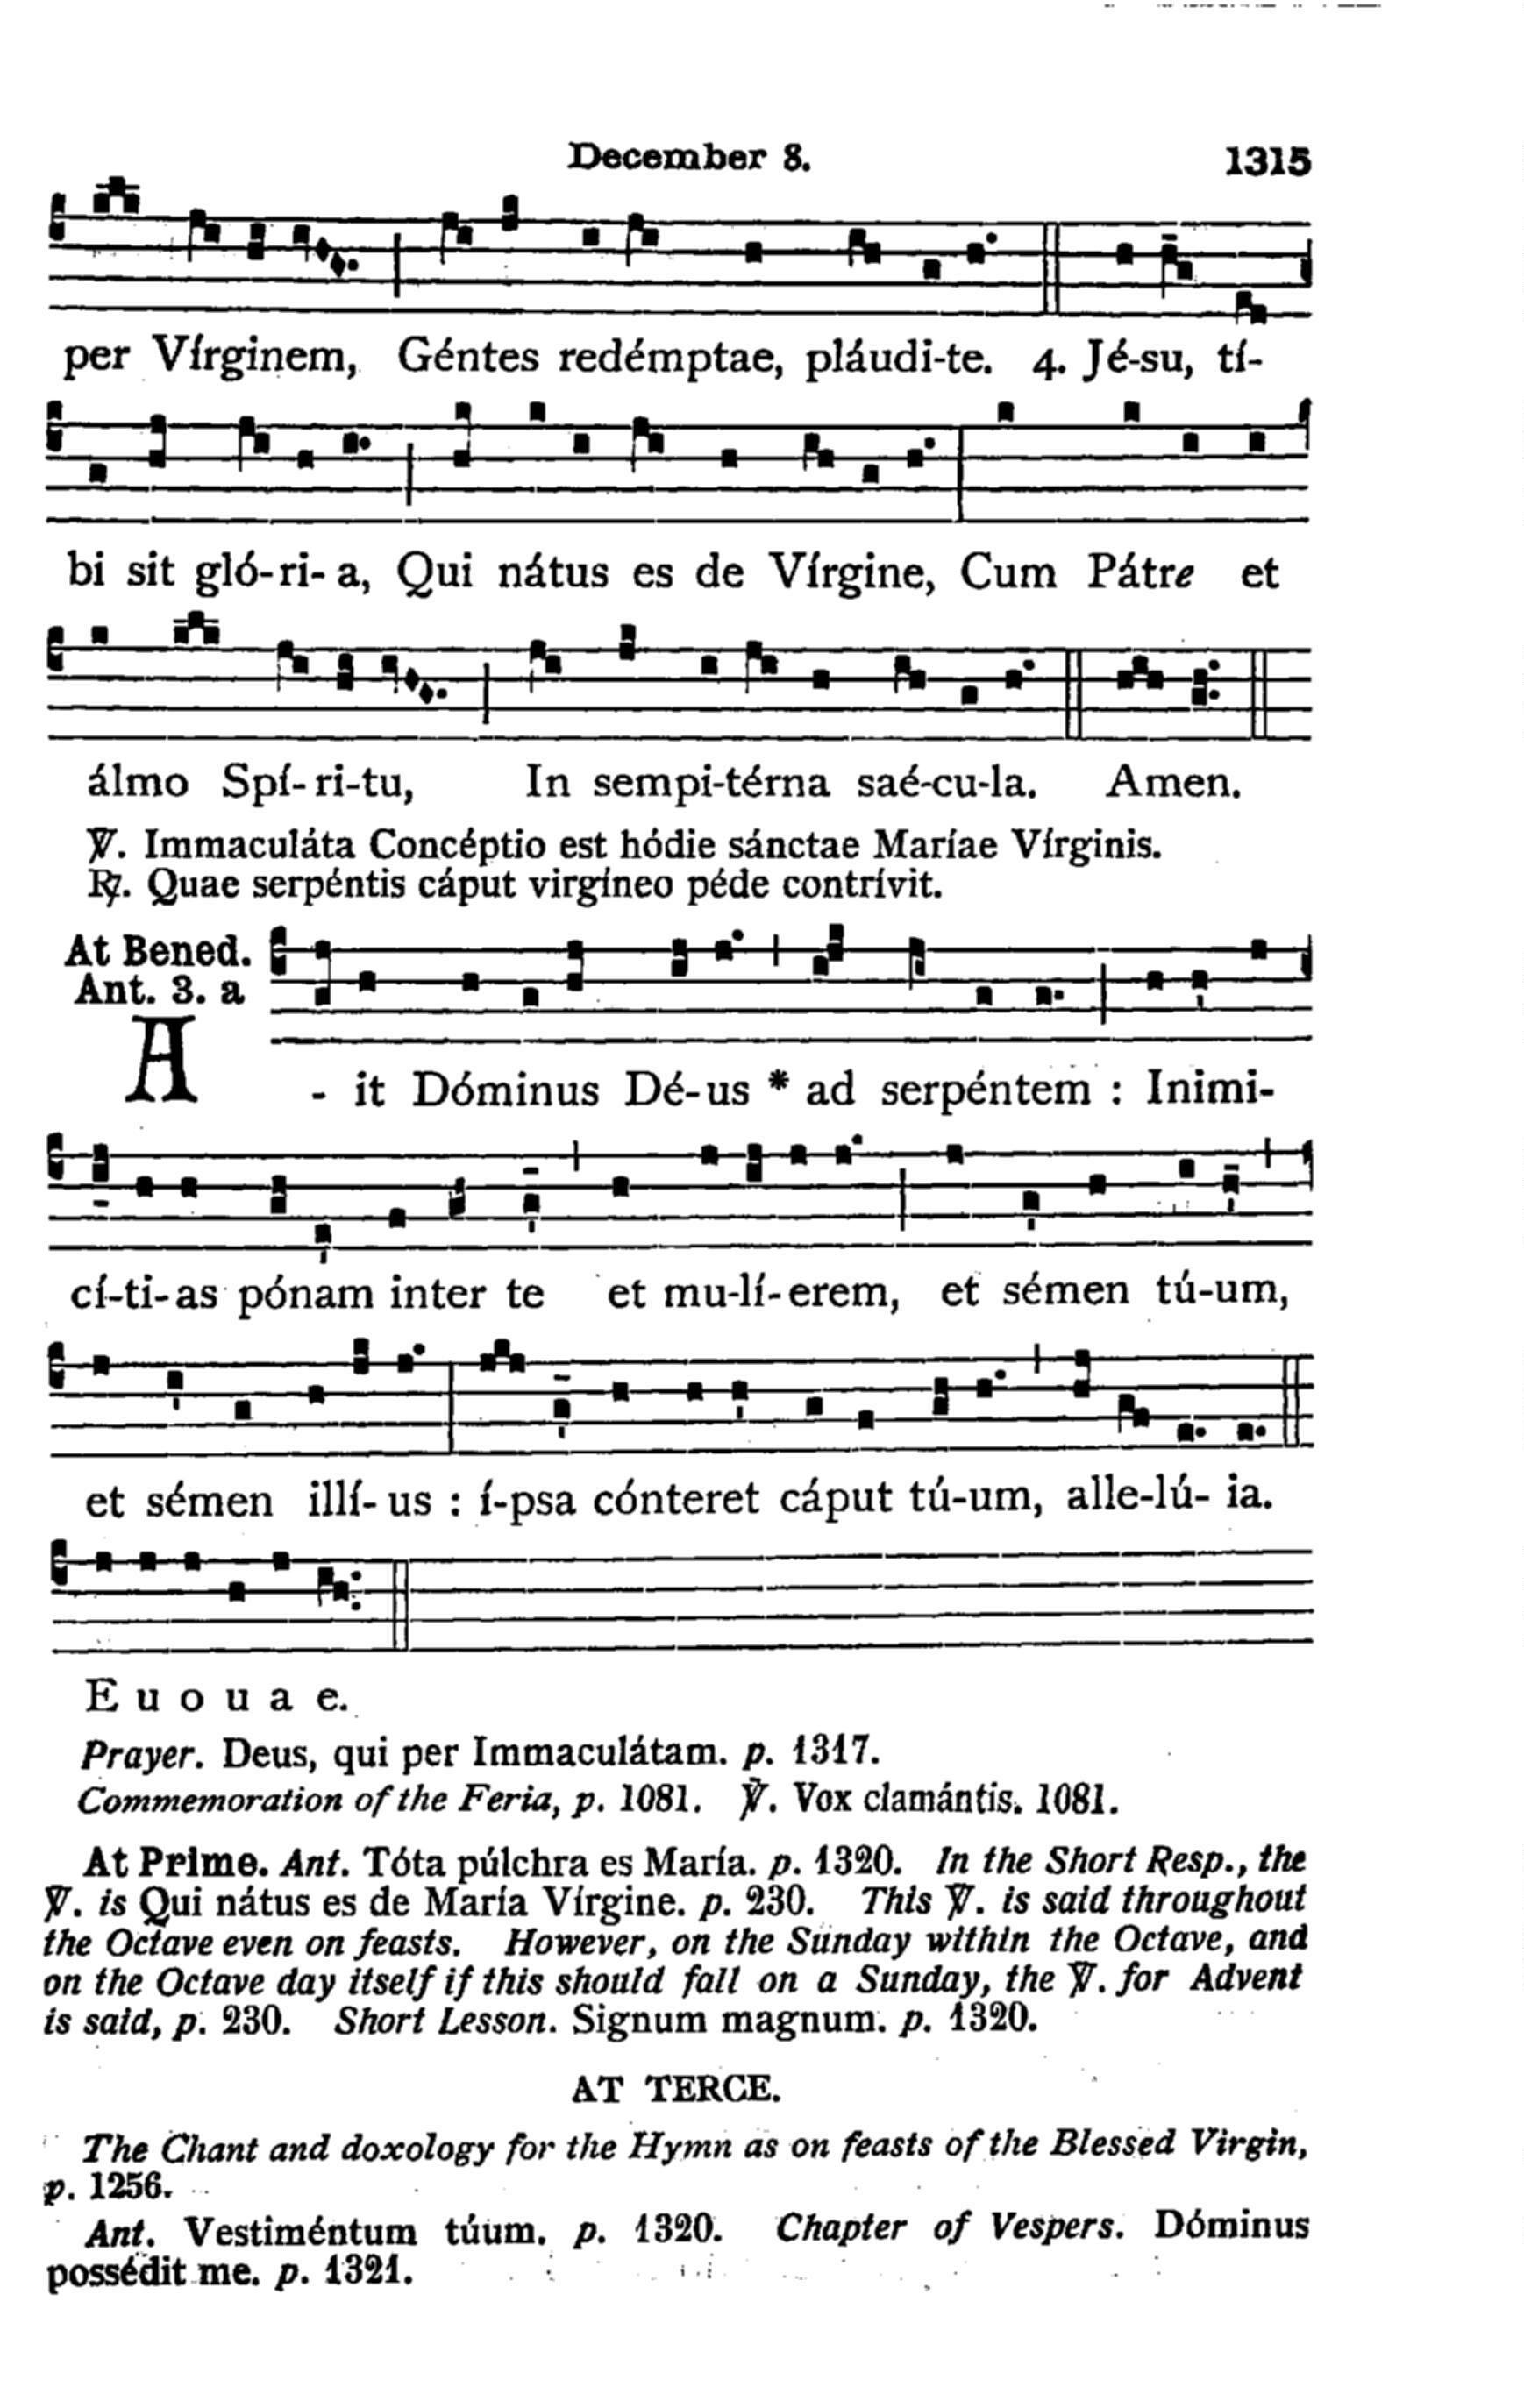 December 8. 1315
per Vírginem, Géntes redémptae, pláudi-te. 4. Jé-su, tí-
bi sit gló-ri-a, Qui nátus es de Vírgine, Cum Pátre et
álmo Spí-ri-tu, In sempi-térna saé-cu-la. Amen.
℣. Immaculáta Concéptio est hódie sánctae Maríae Vírginis.
℟. Quae serpéntis cáput virgíneo péde contrívit.
At Bened.
Ant. 3. a
A - it Dóminus Dé-us * ad serpéntem : Inimi-
cí-ti-as pónam inter te et mu-lí-erem, et sémen tú-um,
et sémen illí-us : í-psa cónteret cáput tú-um, alle-lú-ia.
E u o u a e.
Prayer. Deus, qui per Immaculátam. p. 1317.
Commemoration of the Feria, p. 1081. ℣. Vox clamántis. 1081.
At Prime. Ant. Tóta púlchra es María. p. 1320. In the Short Resp., the
℣. is Qui nátus es de María Vírgine. p. 230. This ℣. is said throughout
the Octave even on feasts. However, on the Sunday within the Octave, and
on the Octave day itself if this should fall on a Sunday, the ℣. for Advent
is said, p. 230. Short Lesson. Signum magnum. p. 1320.
AT TERCE.
The Chant and doxology for the Hymn as on feasts of the Blessed Virgin,
p. 1256.
Ant. Vestiméntum túum. p. 1320. Chapter of Vespers. Dóminus
possédit me. p. 1321.